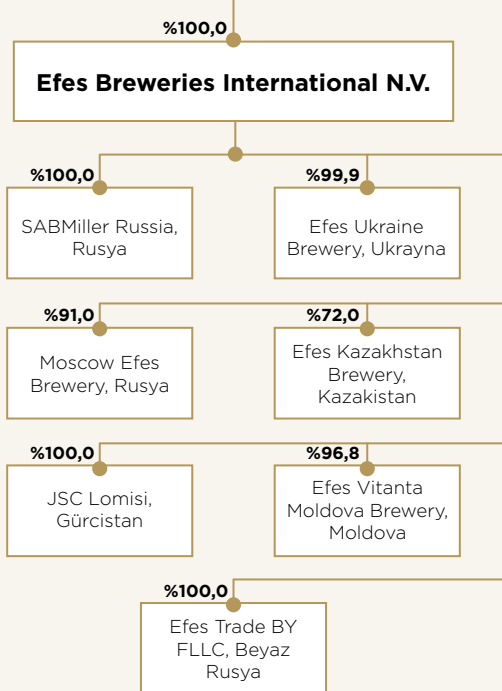 %100,0
Efes Breweries International N.V.
%100,0
SABMiller Russia,
Rusya
%99,9
Efes Ukraine
Brewery, Ukrayna
%91,0
Moscow Efes
Brewery, Rusya
%72,0
Efes Kazakhstan
Brewery,
Kazakistan
%100,0
JSC Lomisi,
Gürcistan
%96,8
Efes Vitanta
Moldova Brewery,
Moldova
%100,0
Efes Trade BY
FLLC, Beyaz
Rusya